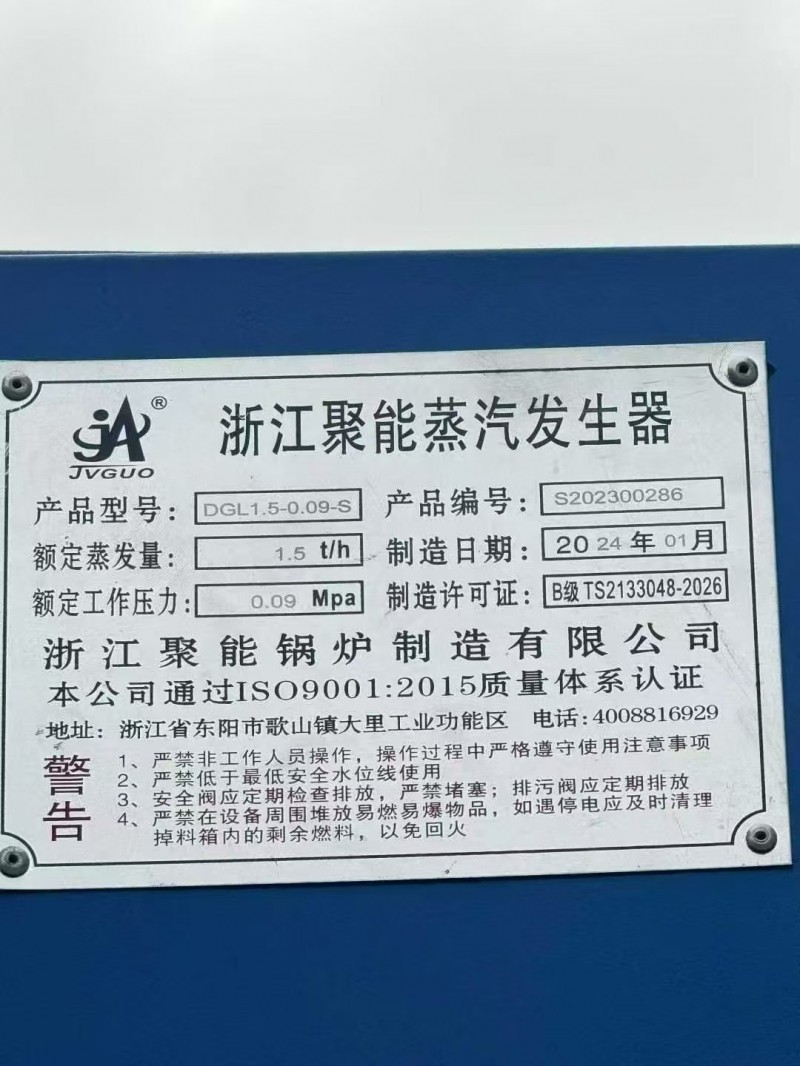 JVGUO ® 浙江聚能蒸汽发生器
产品型号: DGL1.5-0.09-S 产品编号: S202300286
额定蒸发量: 1.5 t/h 制造日期: 2024年01月
额定工作压力: 0.09 Mpa 制造许可证: B级 TS2133048-2026
浙江聚能锅炉制造有限公司
本公司通过ISO9001:2015质量体系认证
地址: 浙江省东阳市歌山镇大里工业功能区 电话:4008816929
警告
1、严禁非工作人员操作，操作过程中严格遵守使用注意事项
2、严禁低于最低安全水位线使用
3、安全阀应定期检查排放，严禁堵塞；排污阀应定期排放
4、严禁在设备周围堆放易燃易爆物品，如遇停电应及时清理
掉料箱内的剩余燃料，以免回火